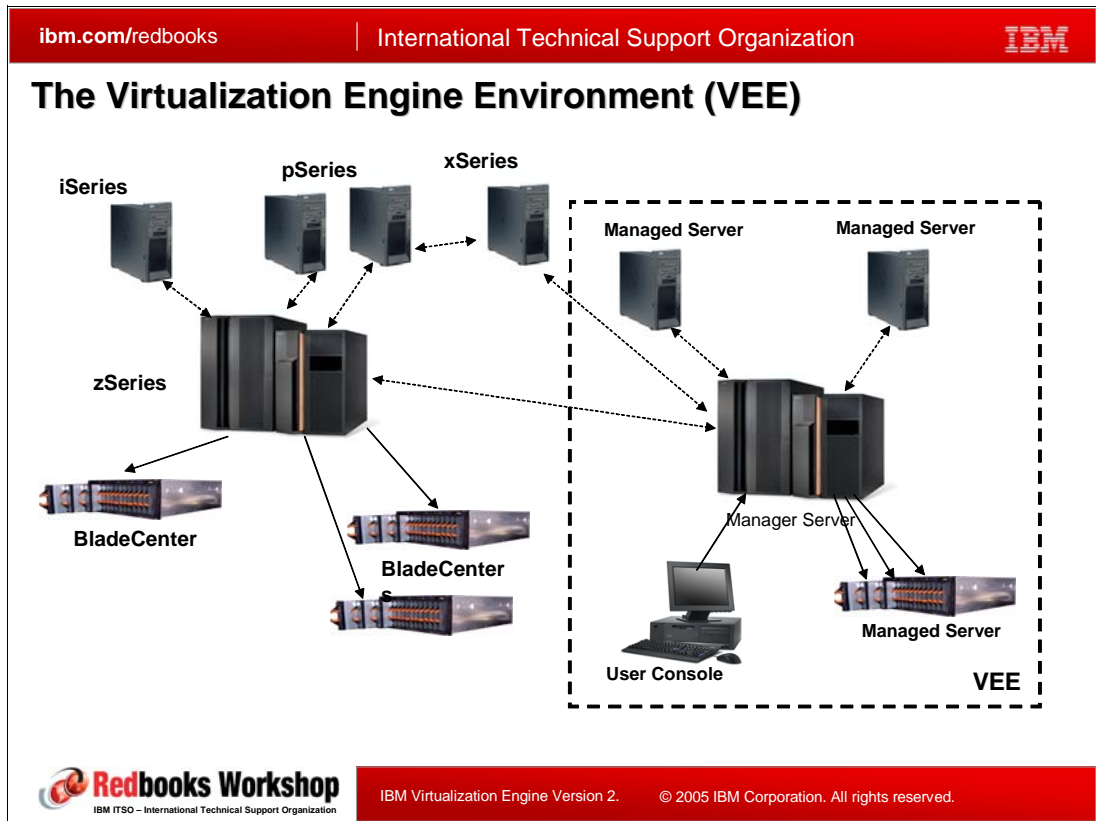 ibm.com/redbooks
International Technical Support Organization
IBM
The Virtualization Engine Environment (VEE)
iSeries
pSeries
xSeries
Managed Server
Managed Server
zSeries
BladeCenter
BladeCenter
s
Manager Server
Managed Server
User Console
VEE
Redbooks Workshop
IBM ITSO – International Technical Support Organization
IBM Virtualization Engine Version 2.
© 2005 IBM Corporation. All rights reserved.